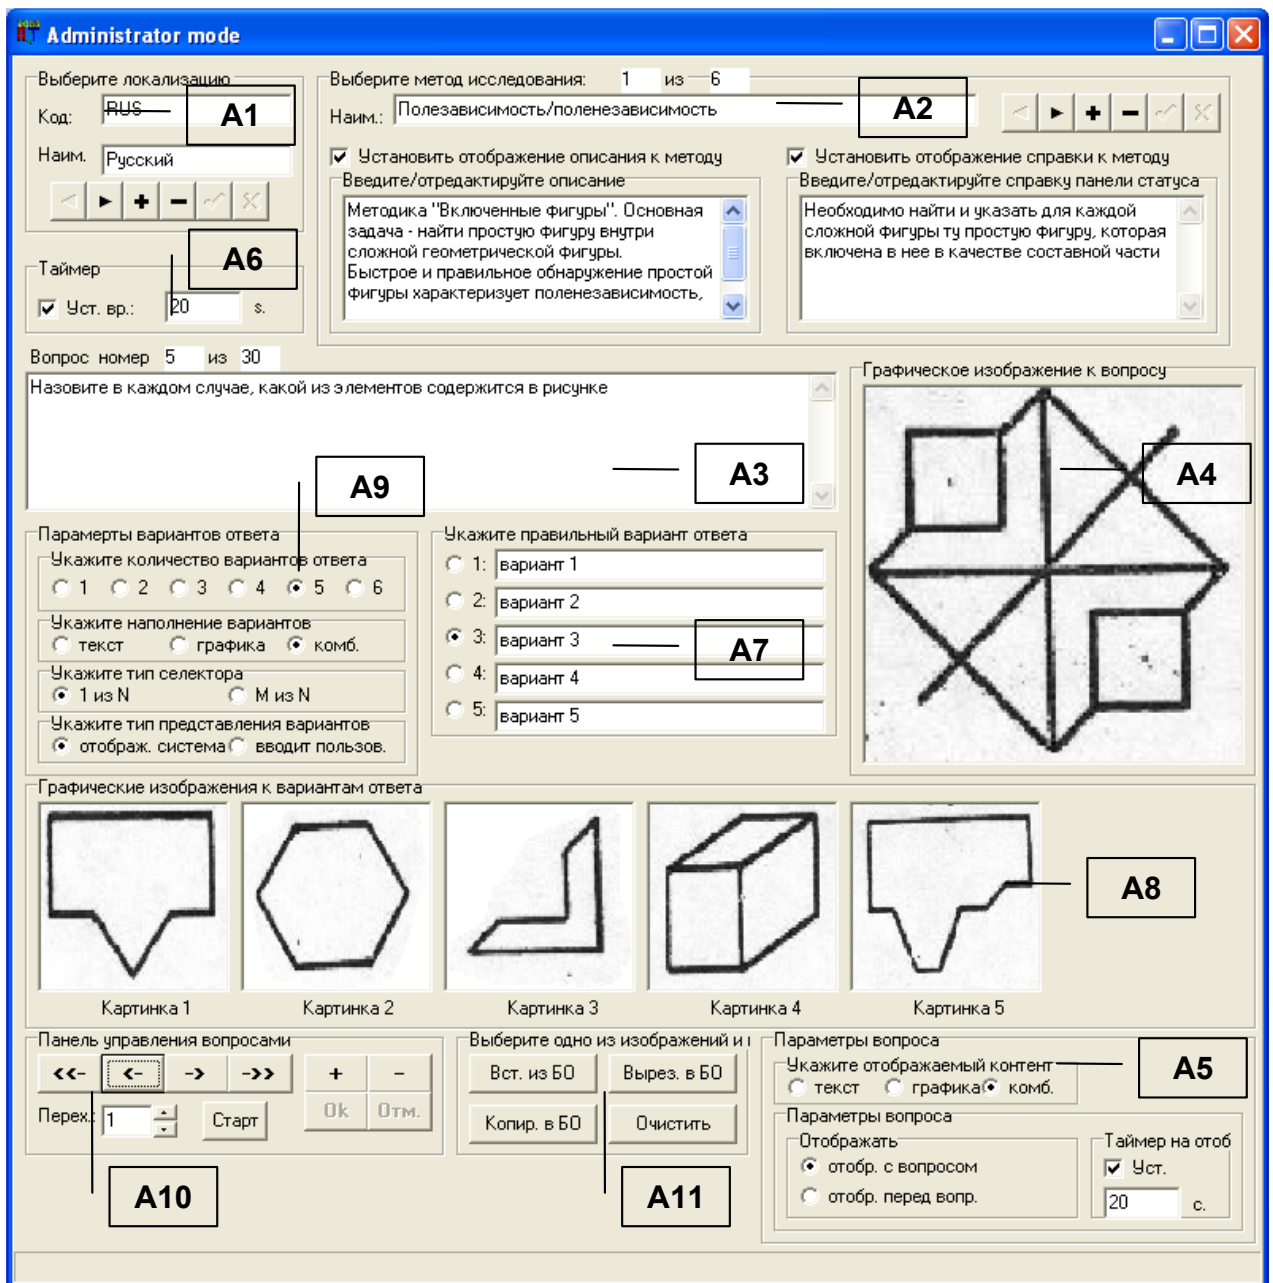 Administrator mode
Выберите локализацию
Код: RUS
A1
Наим. Русский
Выберите метод исследования: 1 из 6
Наим.: Полезависимость/поленезависимость
A2
Установить отображение описания к методу
Установить отображение справки к методу
Введите/отредактируйте описание
Методика "Включенные фигуры". Основная
задача - найти простую фигуру внутри
сложной геометрической фигуры.
Быстрое и правильное обнаружение простой
фигуры характеризует поленезависимость,
Введите/отредактируйте справку панели статуса
Необходимо найти и указать для каждой
сложной фигуры ту простую фигуру, которая
включена в нее в качестве составной части
A6
Таймер
Уст. вр.: 20 s.
Вопрос номер 5 из 30
Назовите в каждом случае, какой из элементов содержится в рисунке
A3
A9
Графическое изображение к вопросу
A4
Парамерты вариантов ответа
Укажите количество вариантов ответа
1 2 3 4 5 6
Укажите наполнение вариантов
текст графика комб.
Укажите тип селектора
1 из N М из N
Укажите тип представления вариантов
отображ. система вводит пользов.
Укажите правильный вариант ответа
1: вариант 1
2: вариант 2
3: вариант 3
A7
4: вариант 4
5: вариант 5
Графические изображения к вариантам ответа
A8
Картинка 1 Картинка 2 Картинка 3 Картинка 4 Картинка 5
Панель управления вопросами
<<- <- -> ->> + -
Перех.: 1 Старт Ok Отм.
A10
Выберите одно из изображений и
Вст. из БО Вырез. в БО
Копир. в БО Очистить
A11
Параметры вопроса
Укажите отображаемый контент
A5
текст графика комб.
Параметры вопроса
Отображать
отобр. с вопросом
отобр. перед вопр.
Таймер на отоб
Уст.
20 с.